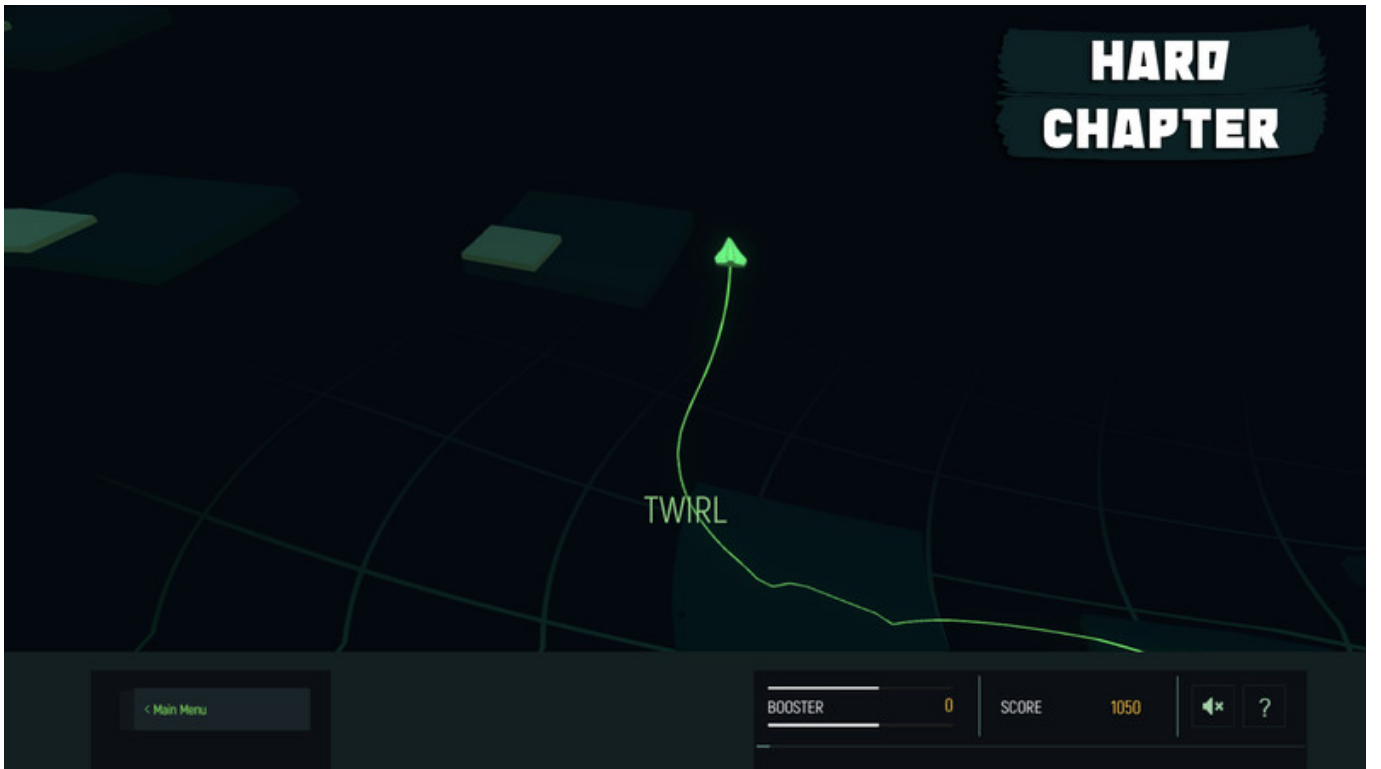 HARD
CHAPTER
TWIRL
< Main Menu
BOOSTER 0
SCORE 1050
?